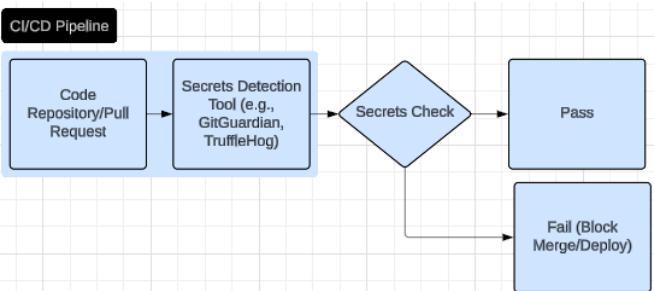 CI/CD Pipeline
Code
Repository/Pull
Request
Secrets Detection
Tool (e.g.,
GitGuardian,
TruffleHog)
Secrets Check
Pass
Fail (Block
Merge/Deploy)